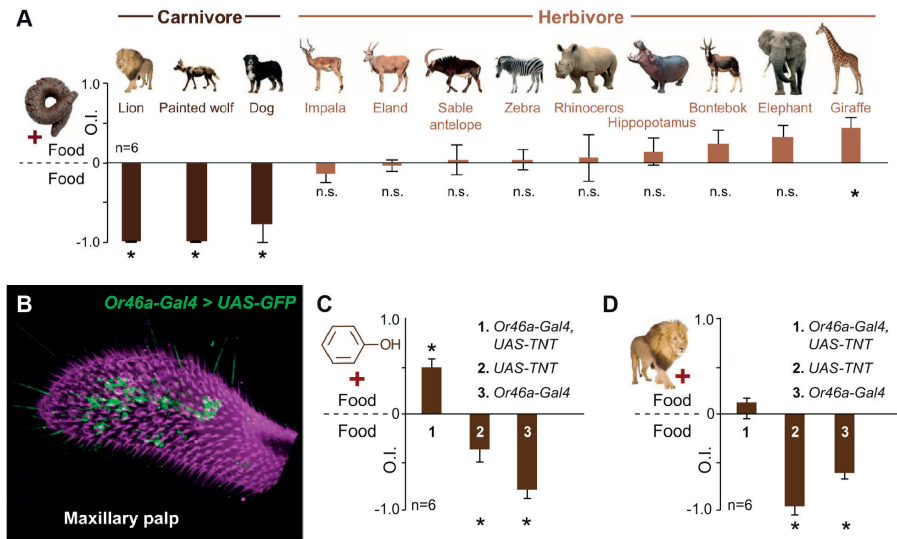 A
Carnivore
Herbivore
1.0
O.I.
0
-1.0
+
Food
Food
n=6
Lion
Painted wolf
Dog
Impala
Eland
Sable
antelope
Zebra
Rhinoceros
Hippopotamus
Bontebok
Elephant
Giraffe
* * *
n.s. n.s. n.s. n.s. n.s. n.s. n.s. n.s. *
B
Or46a-Gal4 > UAS-GFP
Maxillary palp
C
1.0
0
-1.0
O.I.
OH
+
Food
Food
*
1 2 3
* *
n=6
1. Or46a-Gal4,
UAS-TNT
2. UAS-TNT
3. Or46a-Gal4
D
1.0
0
-1.0
O.I.
+
Food
Food
1 2 3
* *
n=6
1. Or46a-Gal4,
UAS-TNT
2. UAS-TNT
3. Or46a-Gal4